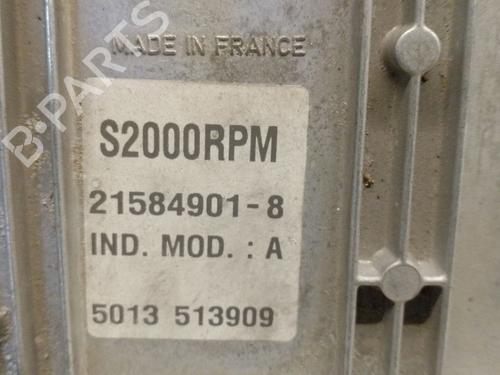 MADE IN FRANCE
B-PARTS
S2000RPM
21584901-8
IND. MOD. : A
5013 513909